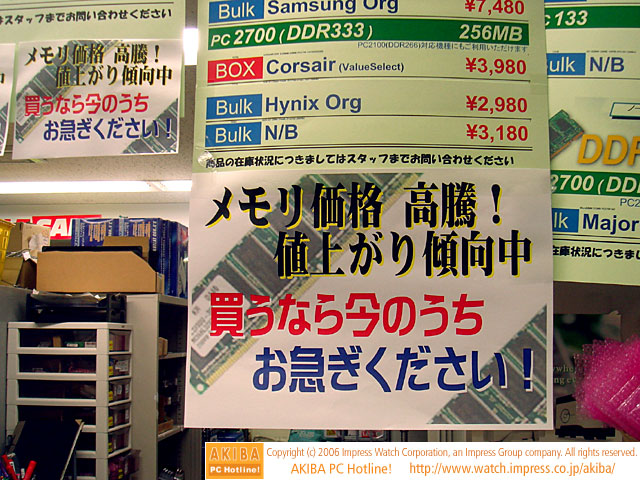 Bulk Samsung Org ¥7,480
PC2700 (DDR333) 256MB
PC2100(DDR266)対応機種にもご利用いただけます
BOX Corsair (ValueSelect) ¥3,980
Bulk Hynix Org ¥2,980
Bulk N/B ¥3,180
商品の在庫状況につきましてはスタッフまでお問い合わせください
メモリ価格 高騰！
値上がり傾向中
買うなら今のうち
お急ぎください！
スタッフまでお問い合わせください
メモリ価格 高騰！
値上がり傾向中
買うなら今のうち
お急ぎください！
133
Bulk N/B
DDR
2700 (DDR
Bulk Major
在庫状況につきまし
AKIBA PC Hotline!
Copyright (c) 2006 Impress Watch Corporation, an Impress Group company. All rights reserved.
AKIBA PC Hotline! http://www.watch.impress.co.jp/akiba/